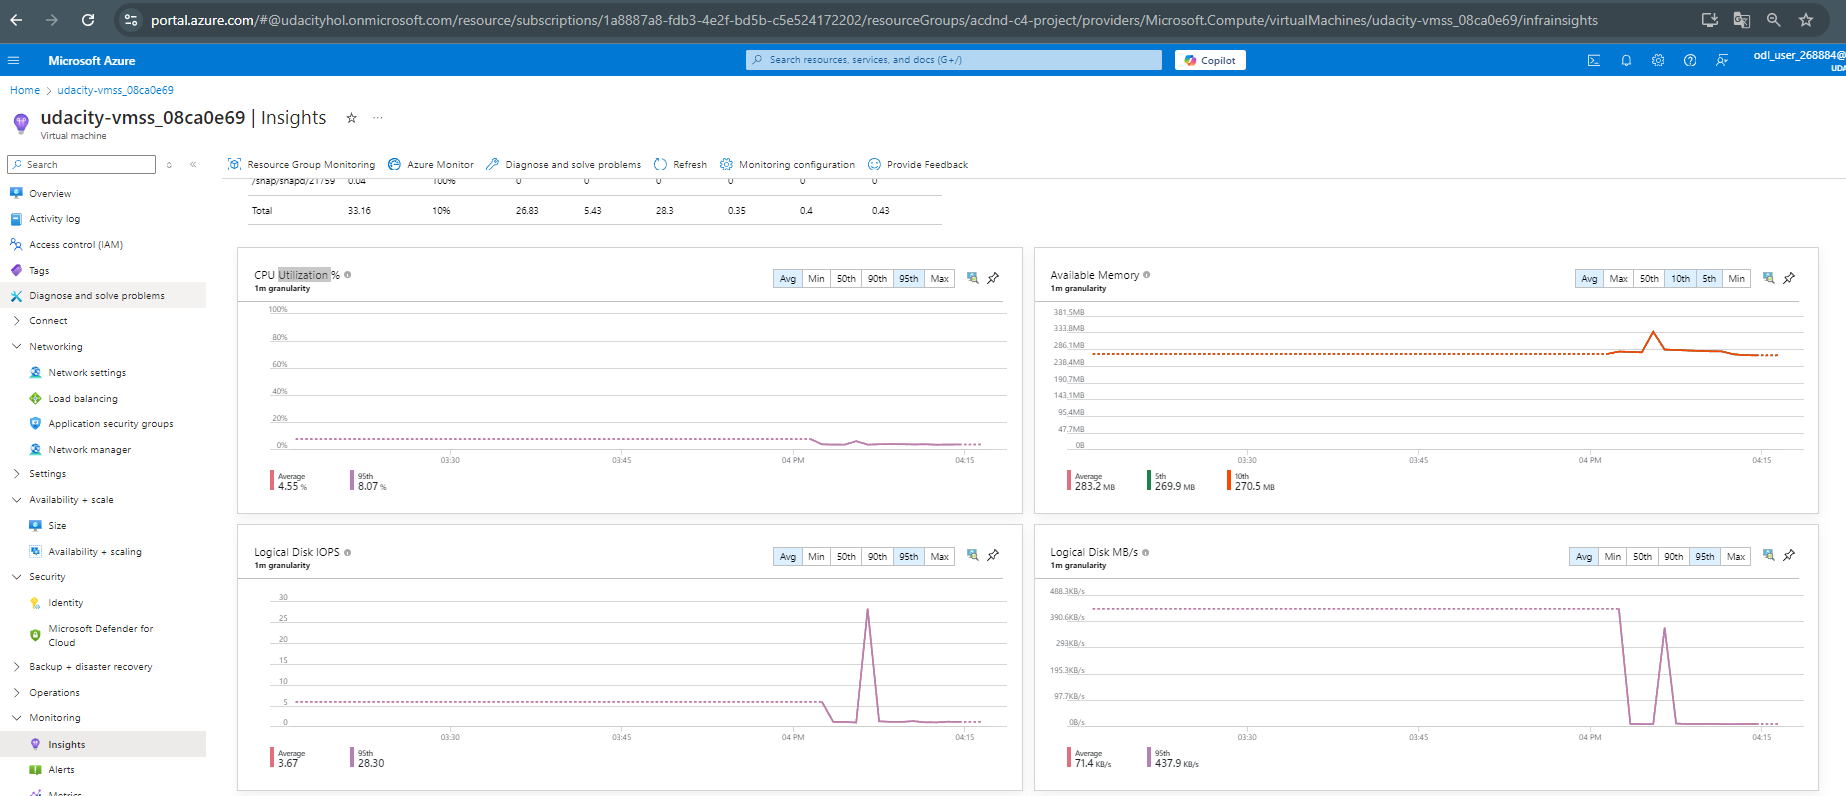 portal.azure.com/#@udacityhol.onmicrosoft.com/resource/subscriptions/1a8887a8-fdb3-4e2f-bd5b-c5e524172202/resourceGroups/acdnd-c4-project/providers/Microsoft.Compute/virtualMachines/udacity-vmss_08ca0e69/infrainsights
Microsoft Azure
Search resources, services, and docs (G+/)
Copilot
odl_user_268884@
UDA
Home > udacity-vmss_08ca0e69
udacity-vmss_08ca0e69 | Insights
Virtual machine
Search
Resource Group Monitoring
Azure Monitor
Diagnose and solve problems
Refresh
Monitoring configuration
Provide Feedback
Overview
Activity log
Access control (IAM)
Tags
Diagnose and solve problems
Connect
Networking
Network settings
Load balancing
Application security groups
Network manager
Settings
Availability + scale
Size
Availability + scaling
Security
Identity
Microsoft Defender for
Cloud
Backup + disaster recovery
Operations
Monitoring
Insights
Alerts
Metrics
/snap/snapd/21759 0.04 100% 0 0 0 0 0 0
Total 33.16 10% 26.83 5.43 28.3 0.35 0.4 0.43
CPU Utilization %
1m granularity
Avg Min 50th 90th 95th Max
100%
80%
60%
40%
20%
0%
03:30 03:45 04 PM 04:15
Average
4.55 %
95th
8.07 %
Available Memory
1m granularity
Avg Max 50th 10th 5th Min
381.5MB
333.8MB
286.1MB
238.4MB
190.7MB
143.1MB
95.4MB
47.7MB
0B
03:30 03:45 04 PM 04:15
Average
283.2 MB
5th
269.9 MB
10th
270.5 MB
Logical Disk IOPS
1m granularity
Avg Min 50th 90th 95th Max
30
25
20
15
10
5
0
03:30 03:45 04 PM 04:15
Average
3.67
95th
28.30
Logical Disk MB/s
1m granularity
Avg Min 50th 90th 95th Max
488.3KB/s
390.6KB/s
293KB/s
195.3KB/s
97.7KB/s
0B/s
03:30 03:45 04 PM 04:15
Average
71.4 KB/s
95th
437.9 KB/s